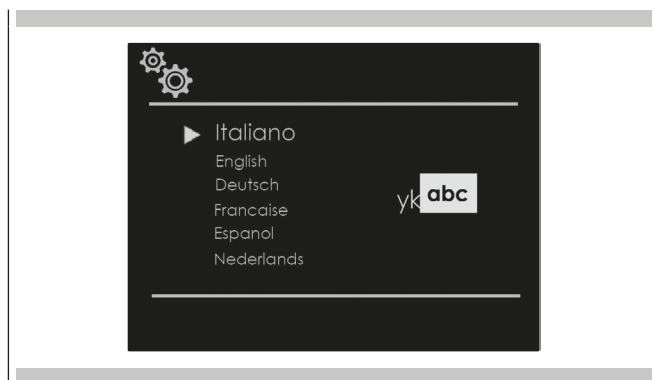 Italiano
English
Deutsch
Francaise
yk abc
Espanol
Nederlands